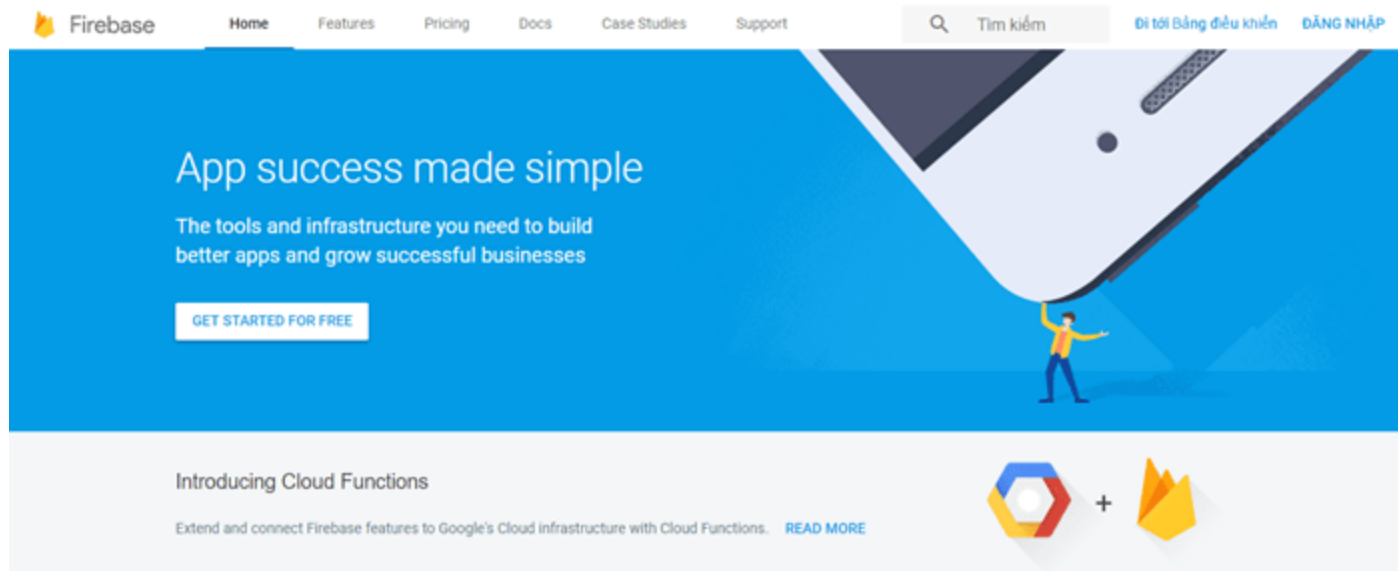 Firebase
Home
Features
Pricing
Docs
Case Studies
Support
Tìm kiếm
Đi tới Bảng điều khiển
ĐĂNG NHẬP
App success made simple
The tools and infrastructure you need to build
better apps and grow successful businesses
GET STARTED FOR FREE
Introducing Cloud Functions
Extend and connect Firebase features to Google's Cloud infrastructure with Cloud Functions. READ MORE
+